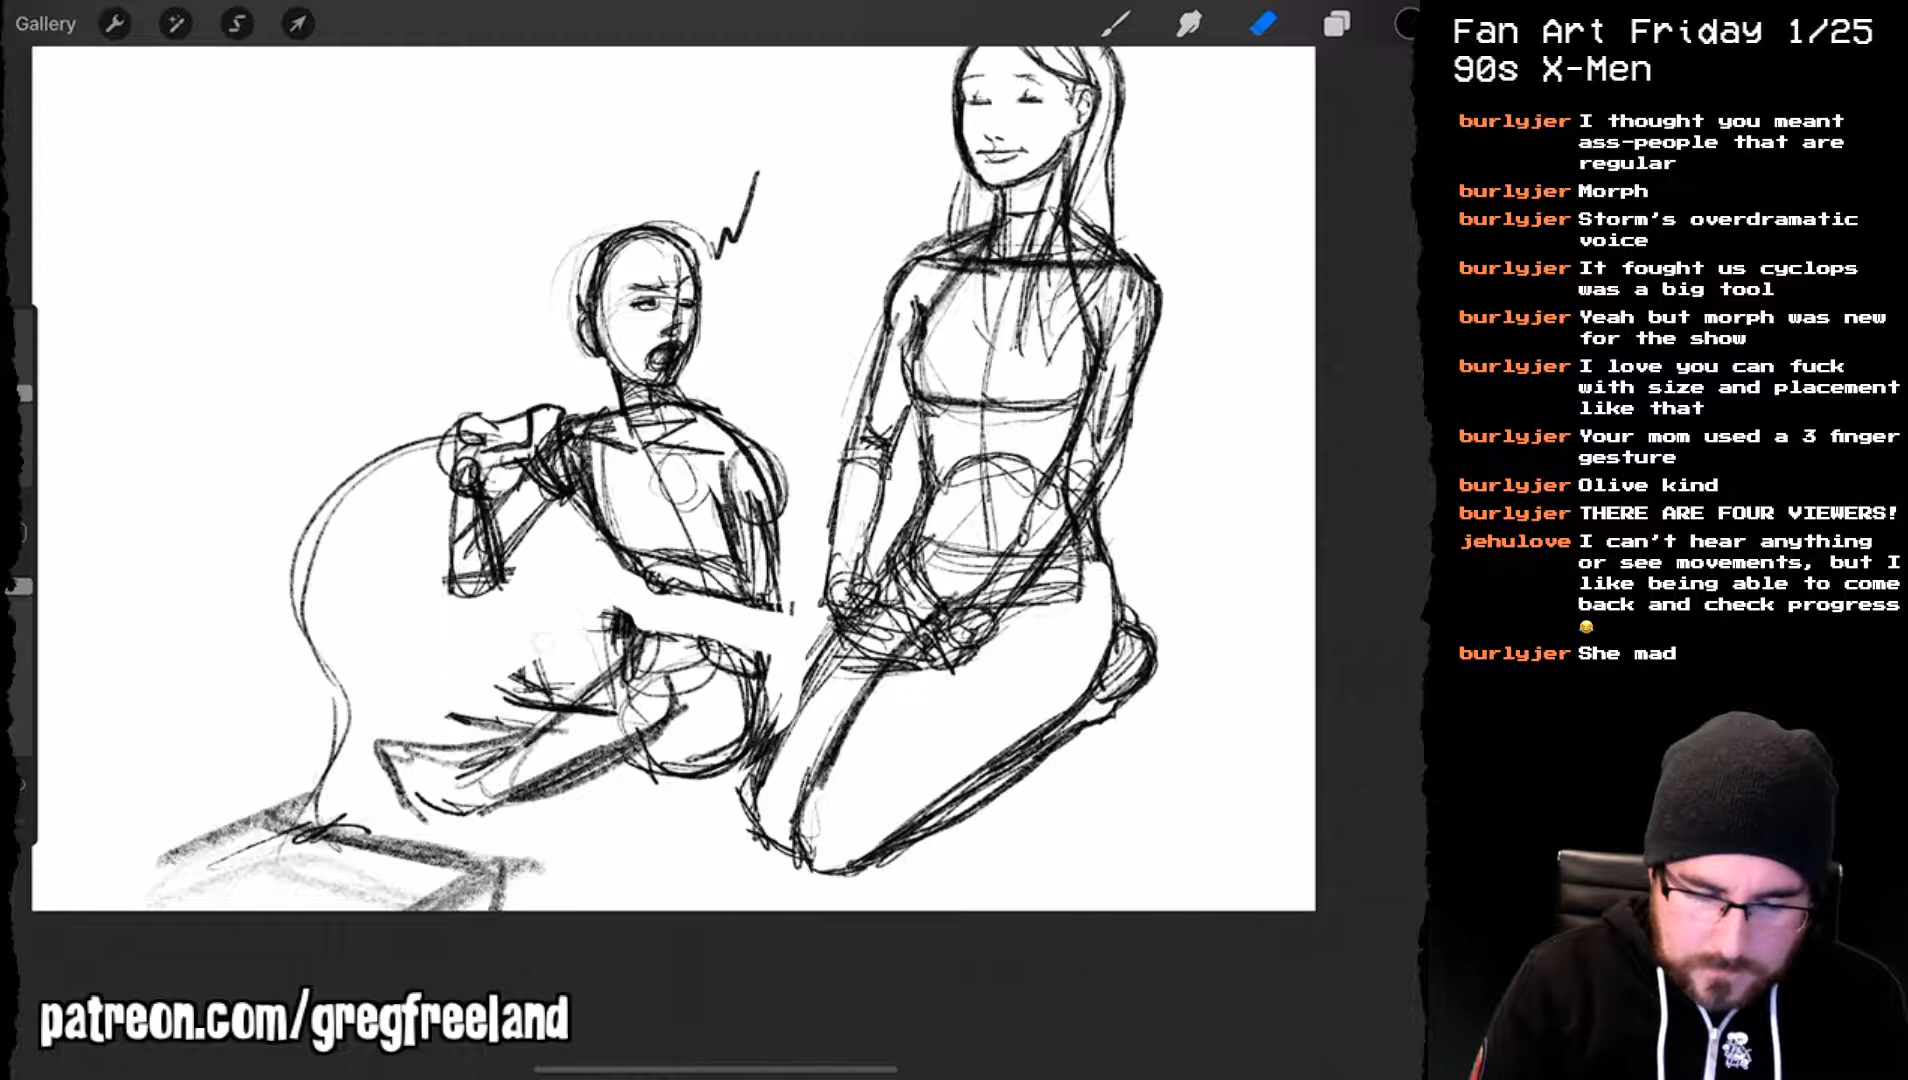 Gallery
Fan Art Friday 1/25
90s X-Men
burlyjer I thought you meant
ass-people that are
regular
burlyjer Morph
burlyjer Storm's overdramatic
voice
burlyjer It fought us cyclops
was a big tool
burlyjer Yeah but morph was new
for the show
burlyjer I love you can fuck
with size and placement
like that
burlyjer Your mom used a 3 finger
gesture
burlyjer Olive kind
burlyjer THERE ARE FOUR VIEWERS!
jehulove I can't hear anything
or see movements, but I
like being able to come
back and check progress
😂
burlyjer She mad
patreon.com/gregfreeland